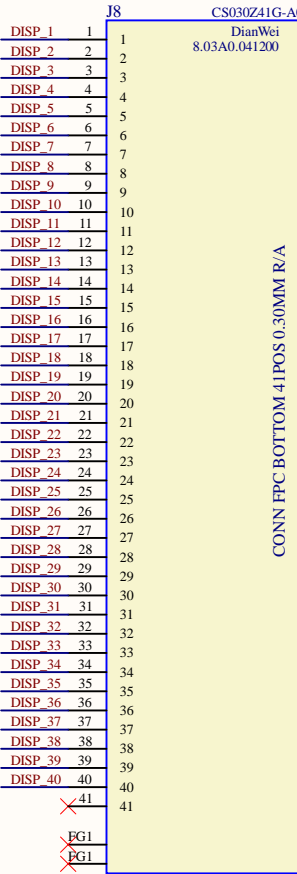 J8 CS030Z41G-A0
DianWei
8.03A0.041200
DISP_1 1 1
DISP_2 2 2
DISP_3 3 3
DISP_4 4 4
DISP_5 5 5
DISP_6 6 6
DISP_7 7 7
DISP_8 8 8
DISP_9 9 9
DISP_10 10 10
DISP_11 11 11
DISP_12 12 12
DISP_13 13 13
DISP_14 14 14
DISP_15 15 15
DISP_16 16 16
DISP_17 17 17
DISP_18 18 18
DISP_19 19 19
DISP_20 20 20
DISP_21 21 21
DISP_22 22 22
DISP_23 23 23
DISP_24 24 24
DISP_25 25 25
DISP_26 26 26
DISP_27 27 27
DISP_28 28 28
DISP_29 29 29
DISP_30 30 30
DISP_31 31 31
DISP_32 32 32
DISP_33 33 33
DISP_34 34 34
DISP_35 35 35
DISP_36 36 36
DISP_37 37 37
DISP_38 38 38
DISP_39 39 39
DISP_40 40 40
41 41
FG1
FG1
CONN FPC BOTTOM 41POS 0.30MM R/A